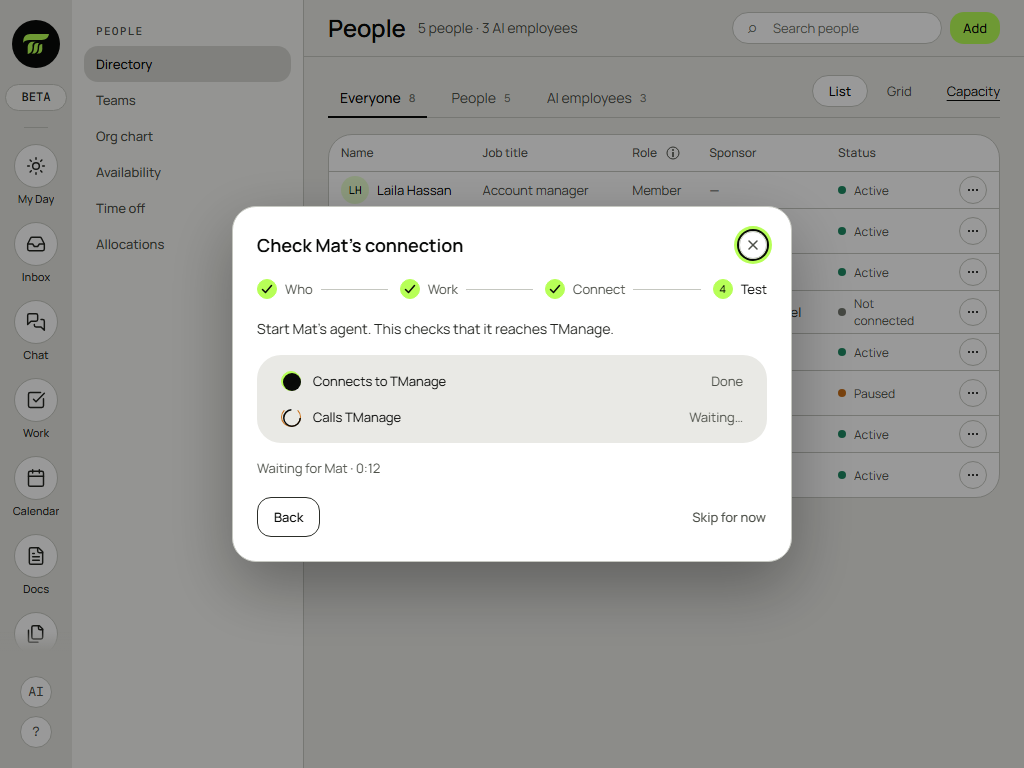 People
5 people · 3 AI employees
Search people
Add
BETA
My Day
Inbox
Chat
Work
Calendar
Docs
AI
?
PEOPLE
Directory
Teams
Org chart
Availability
Time off
Allocations
Everyone 8
People 5
AI employees 3
List
Grid
Capacity
Name Job title Role Sponsor Status
LH Laila Hassan Account manager Member — Active
Active
Active
Not
connected
Active
Paused
Active
Active
Check Mat's connection
Who
Work
Connect
4 Test
Start Mat's agent. This checks that it reaches TManage.
Connects to TManage Done
Calls TManage Waiting...
Waiting for Mat · 0:12
Back
Skip for now